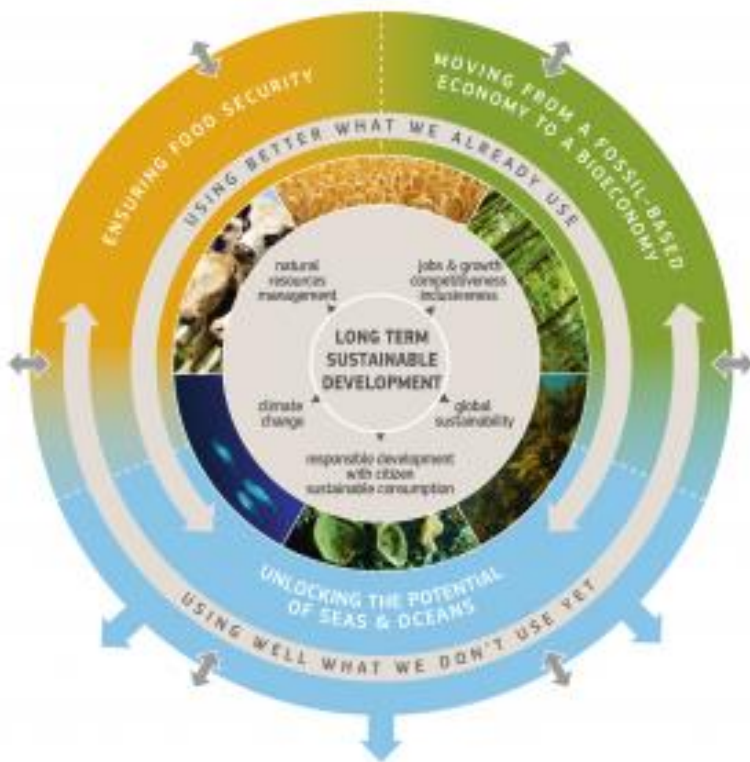 ENSURING FOOD SECURITY
MOVING FROM A FOSSIL-BASED
ECONOMY TO A BIOECONOMY
USING BETTER WHAT WE ALREADY USE
natural
resources
management
jobs & growth
competitiveness
inclusiveness
LONG TERM
SUSTAINABLE
DEVELOPMENT
climate
change
global
sustainability
responsible development
with citizen
sustainable consumption
UNLOCKING THE POTENTIAL
OF SEAS & OCEANS
USING WELL WHAT WE DON'T USE YET